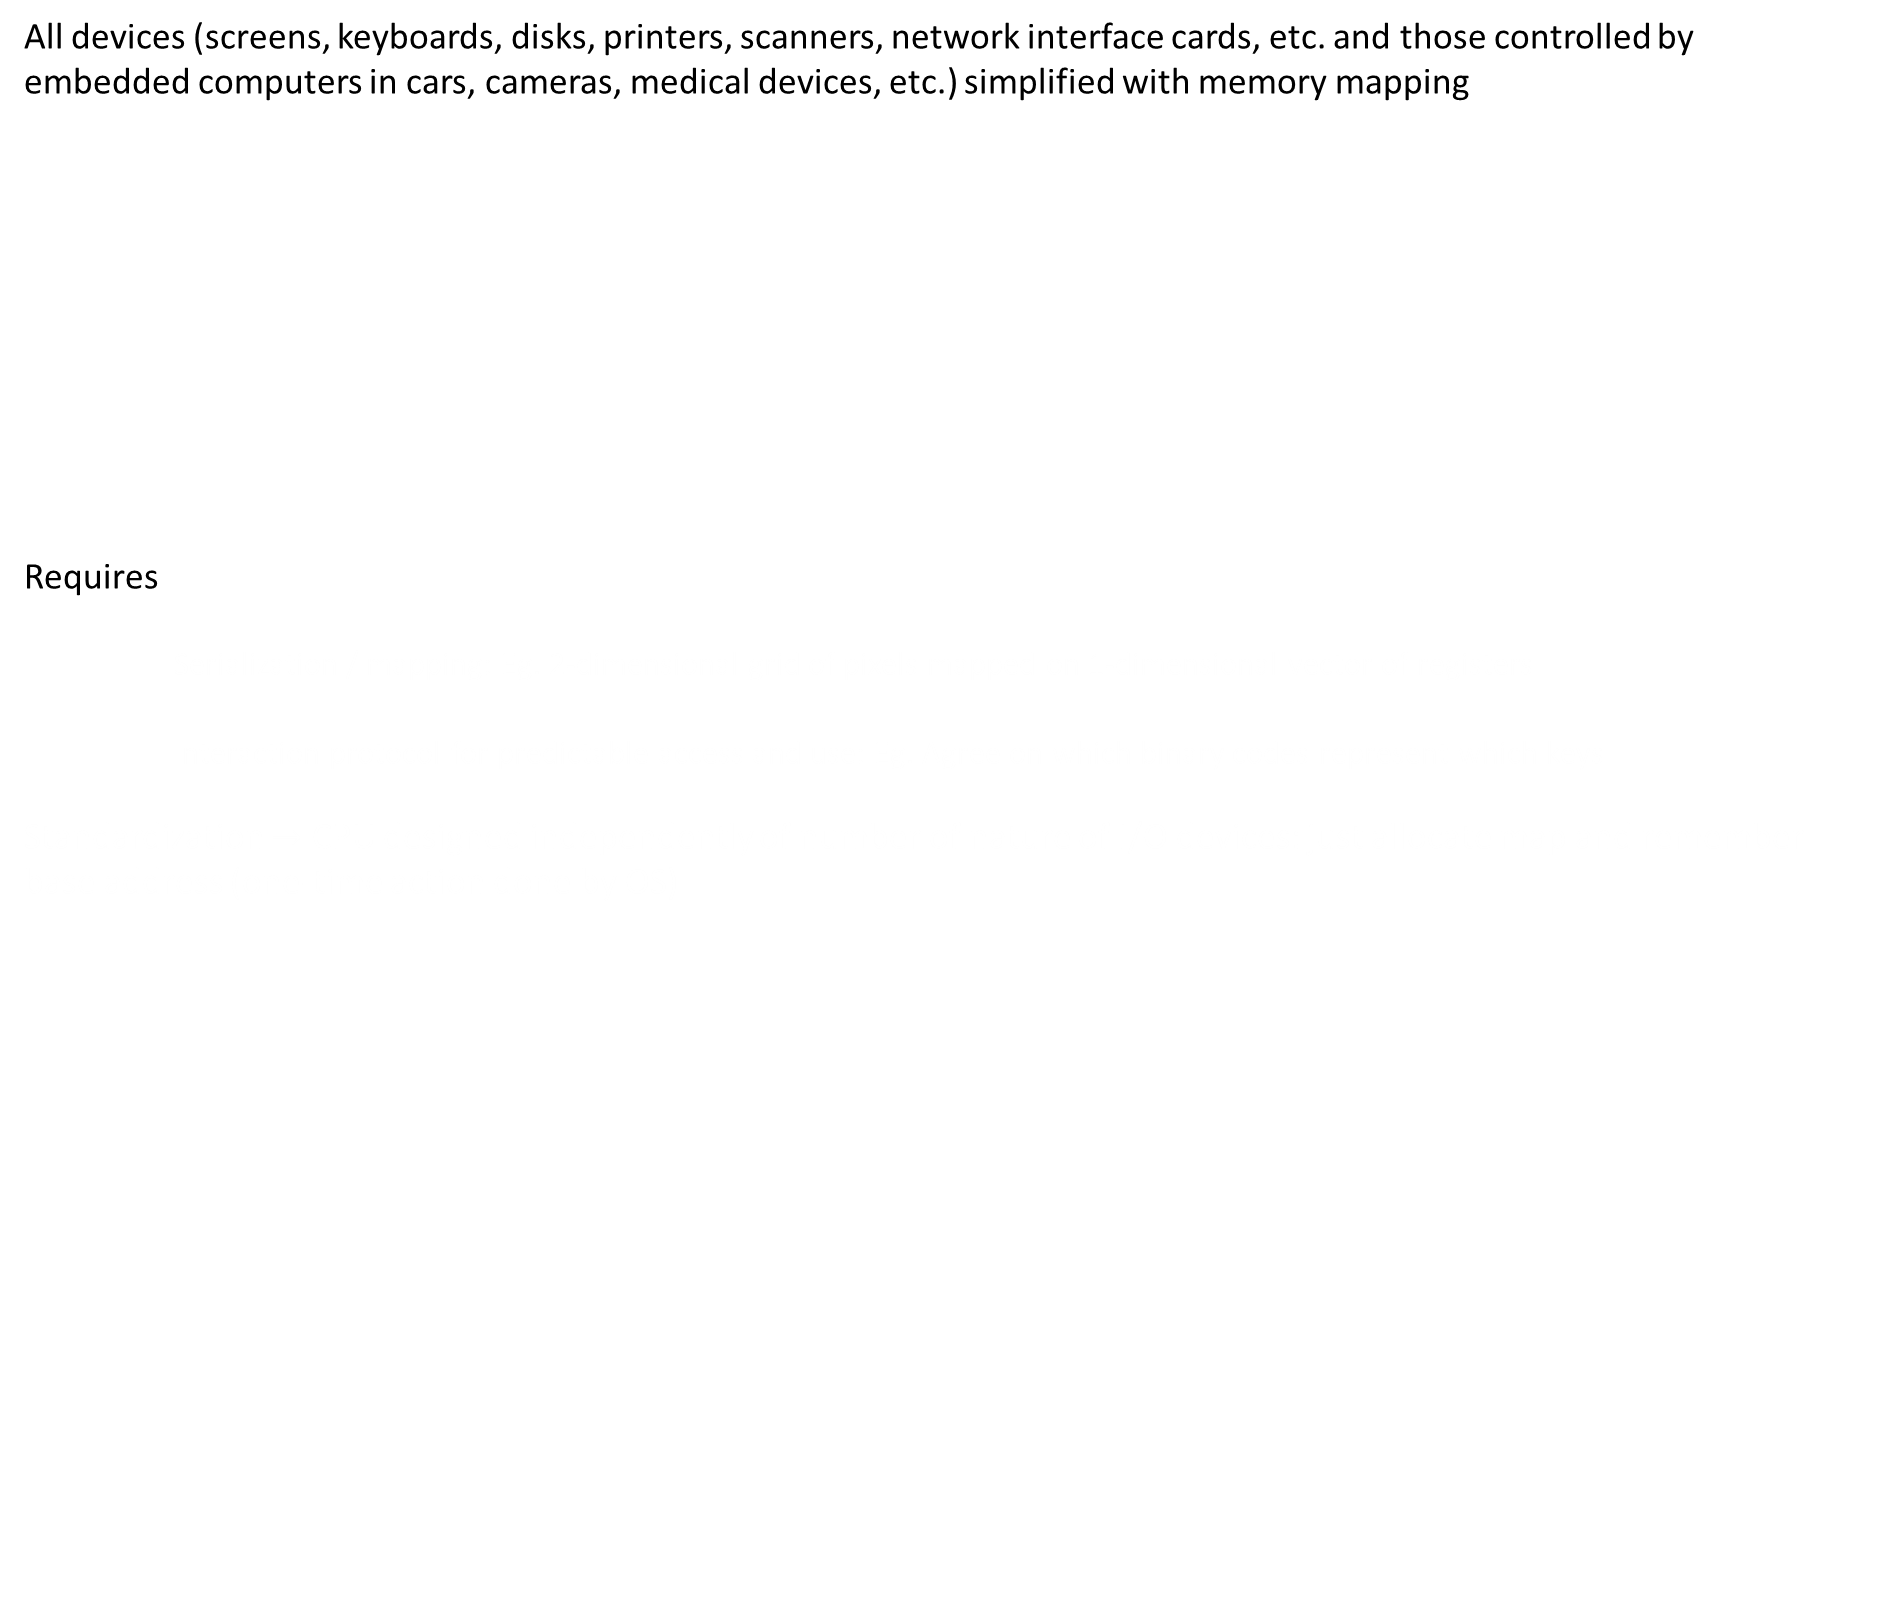 All devices (screens, keyboards, disks, printers, scanners, network interface cards, etc. and those controlled by
embedded computers in cars, cameras, medical devices, etc.) simplified with memory mapping
Requires